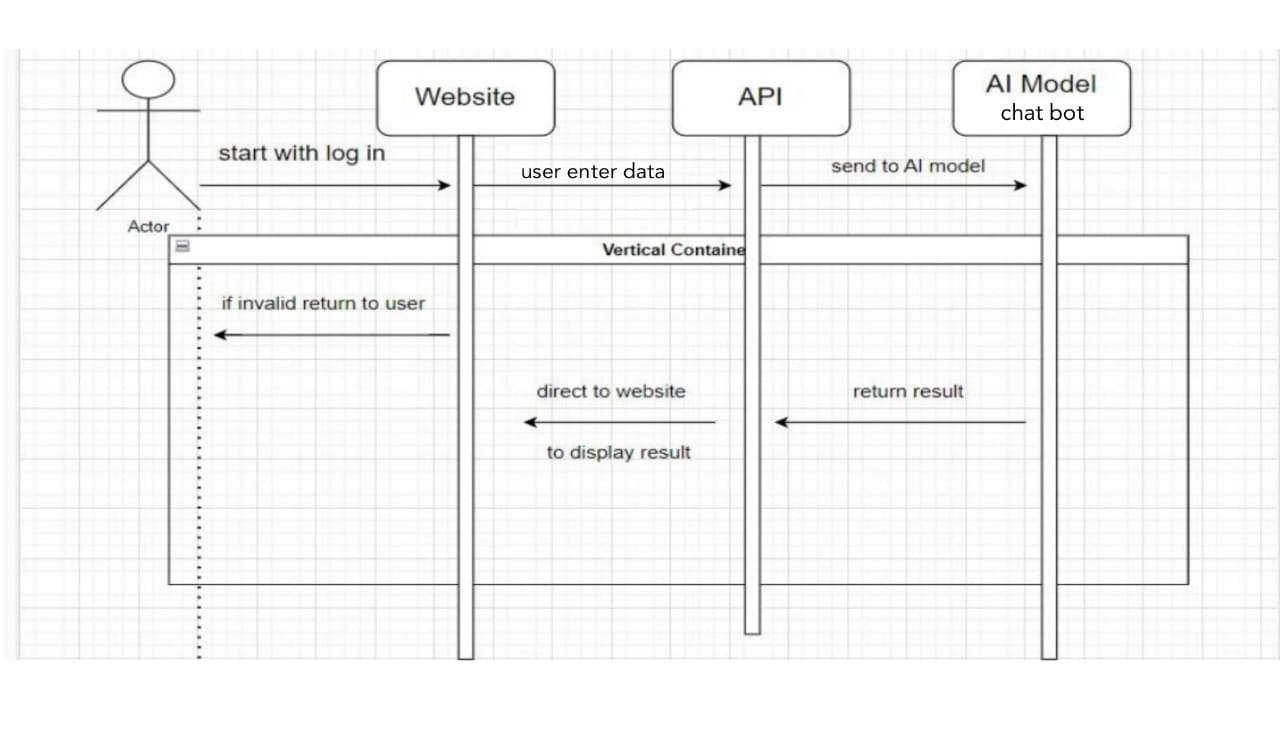 Website
API
AI Model
chat bot
start with log in
user enter data
send to AI model
Actor
Vertical Containe
if invalid return to user
direct to website
to display result
return result